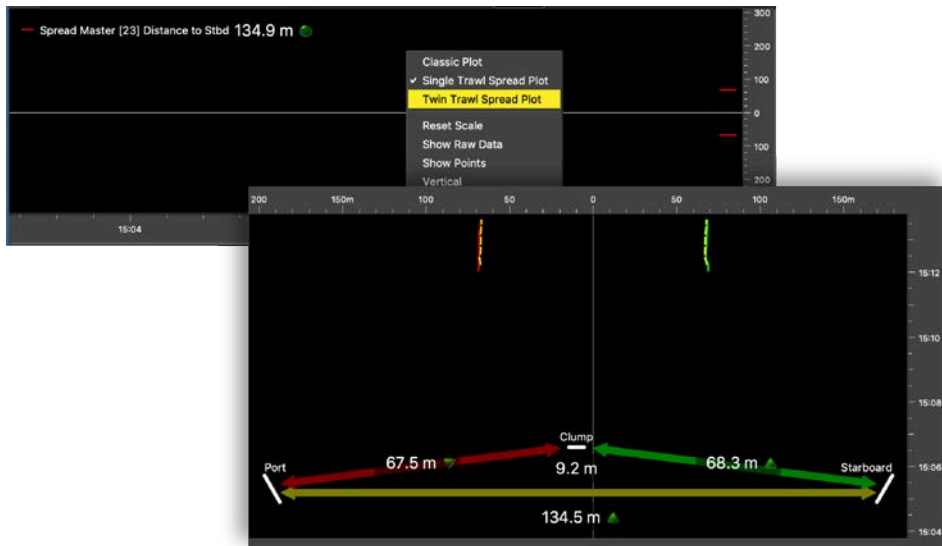 Spread Master [23] Distance to Stbd 134.9 m
Classic Plot
✓ Single Trawl Spread Plot
Twin Trawl Spread Plot
Reset Scale
Show Raw Data
Show Points
Vertical
300
200
100
0
100
200
15:04
200 150m 100 50 0 50 100 150m
15:12
15:10
15:08
15:06
15:04
Clump
67.5 m
9.2 m
68.3 m
Port
Starboard
134.5 m